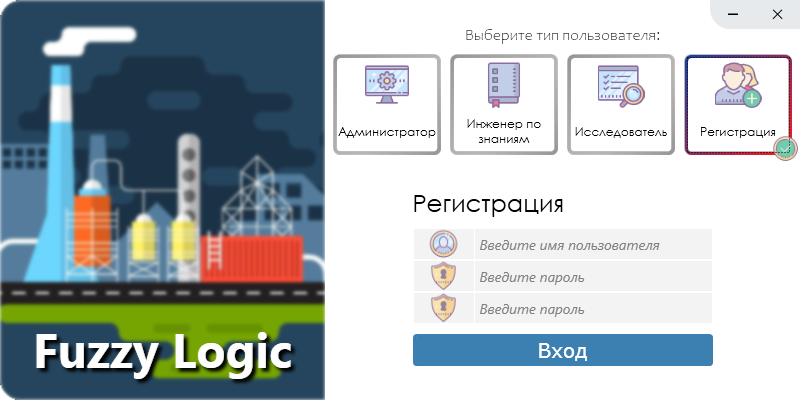 Выберите тип пользователя:
Администратор
Инженер по
знаниям
Исследователь
Регистрация
Регистрация
Введите имя пользователя
Введите пароль
Введите пароль
Вход
Fuzzy Logic